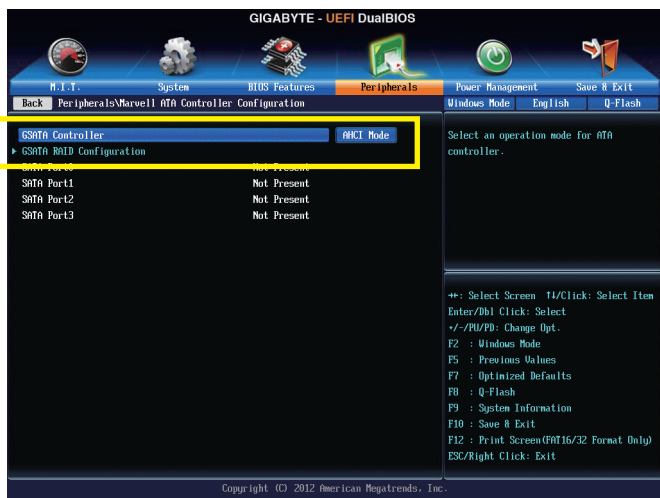 GIGABYTE - UEFI DualBIOS
M.I.T. System BIOS Features Peripherals Power Management Save & Exit
Back Peripherals\Marvell ATA Controller Configuration Windows Mode English Q-Flash
GSATA Controller AHCI Mode
GSATA RAID Configuration
SATA Port0 Not Present
SATA Port1 Not Present
SATA Port2 Not Present
SATA Port3 Not Present
Select an operation mode for ATA
controller.
→←: Select Screen ↑↓/Click: Select Item
Enter/Dbl Click: Select
+/-/PU/PD: Change Opt.
F2 : Windows Mode
F5 : Previous Values
F7 : Optimized Defaults
F8 : Q-Flash
F9 : System Information
F10 : Save & Exit
F12 : Print Screen(FAT16/32 Format Only)
ESC/Right Click: Exit
Copyright (C) 2012 American Megatrends, Inc.